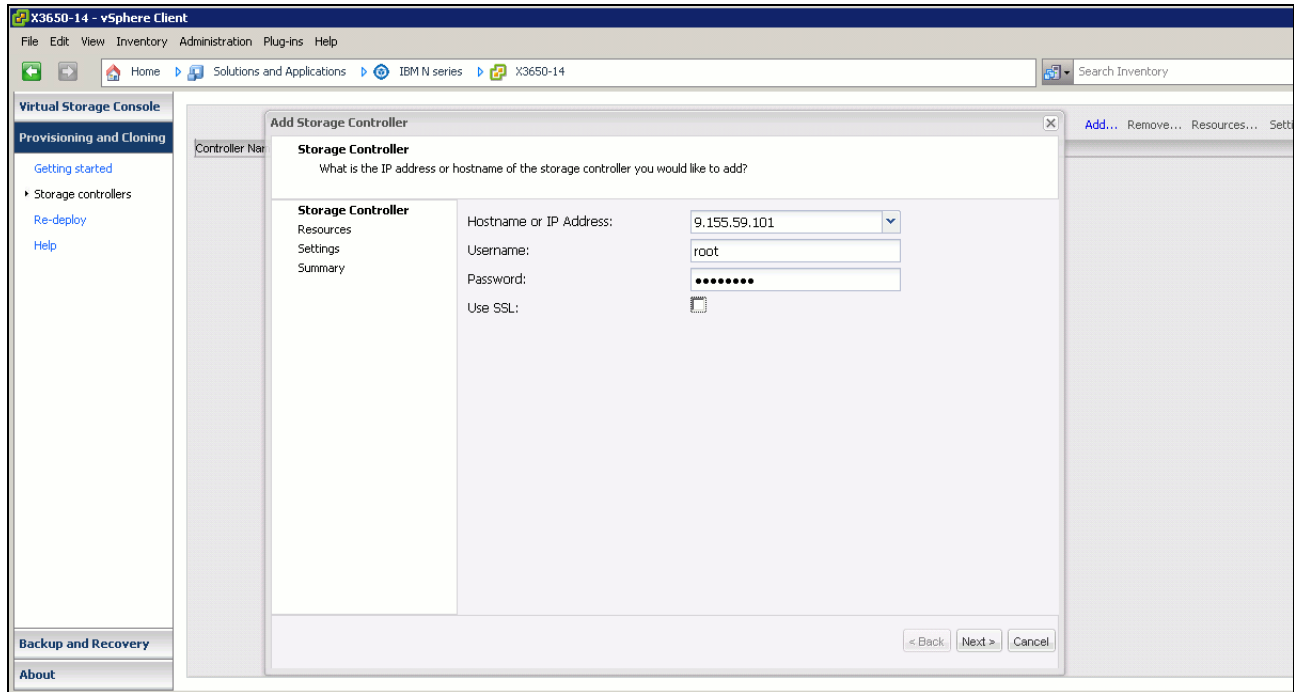 X3650-14 - vSphere Client
File Edit View Inventory Administration Plug-ins Help
Home Solutions and Applications IBM N series X3650-14 Search Inventory
Virtual Storage Console
Provisioning and Cloning
Getting started
Storage controllers
Re-deploy
Help
Backup and Recovery
About
Add... Remove... Resources... Setti
Controller Nam
Add Storage Controller
Storage Controller
What is the IP address or hostname of the storage controller you would like to add?
Storage Controller
Resources
Settings
Summary
Hostname or IP Address: 9.155.59.101
Username: root
Password: ●●●●●●●●
Use SSL:
< Back Next > Cancel